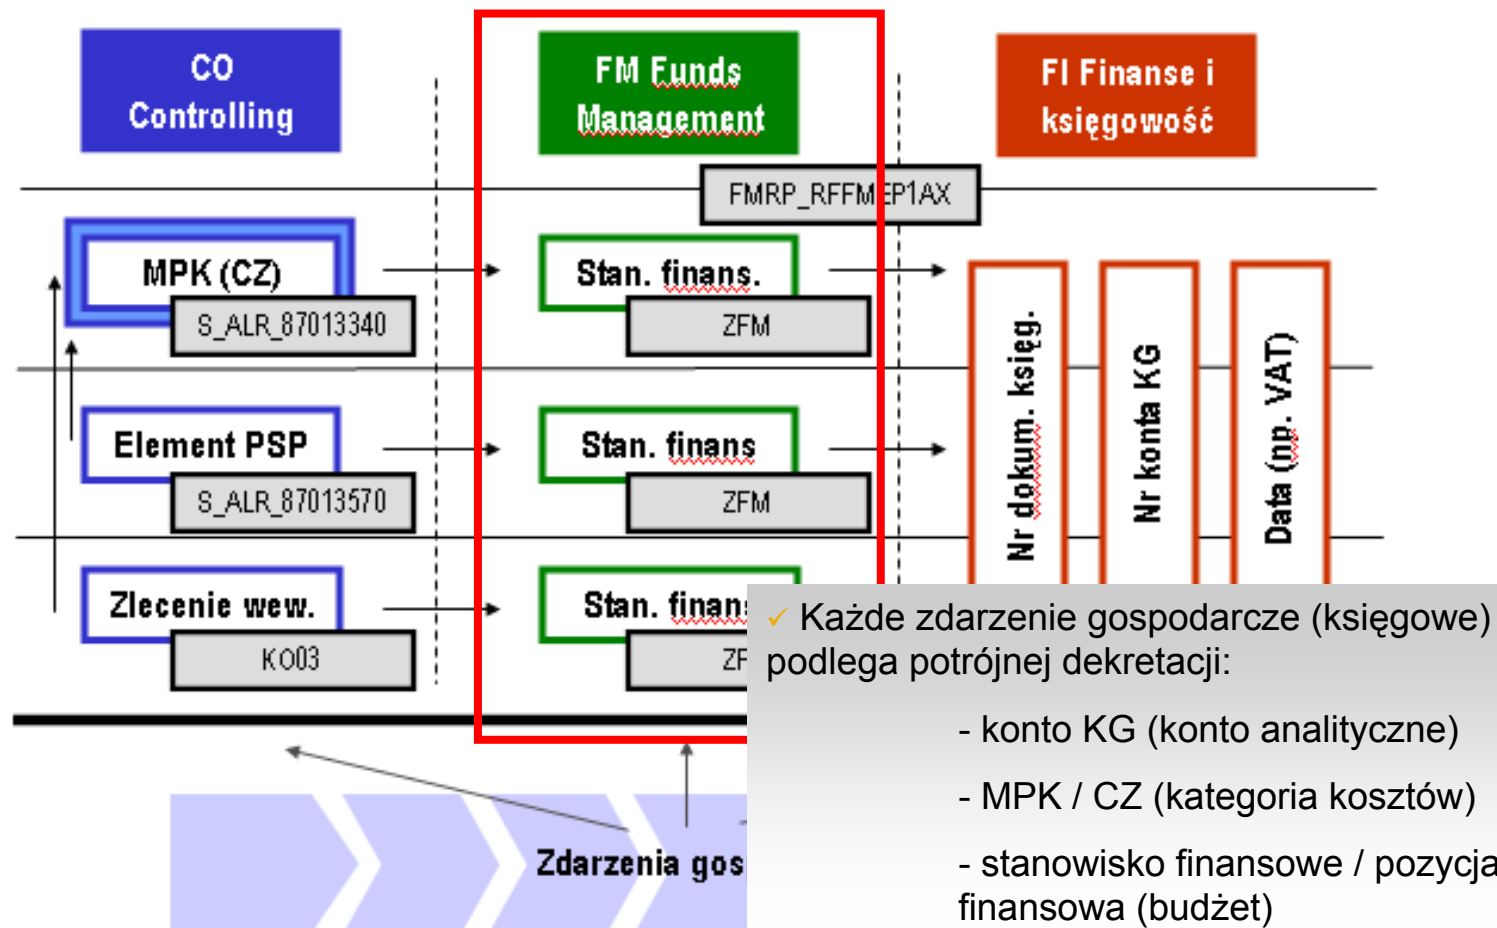 CO
Controlling
FM Funds
Management
FI Finanse i
księgowość
FMRP_RFFMEP1AX
MPK (CZ)
S_ALR_87013340
Stan. finans.
ZFM
Element PSP
S_ALR_87013570
Stan. finans
ZFM
Zlecenie wew.
KO03
Stan. finans
Nr dokum. księg.
Nr konta KG
Data (np. VAT)
✓ Każde zdarzenie gospodarcze (księgowe)
podlega potrójnej dekretacji:
- konto KG (konto analityczne)
- MPK / CZ (kategoria kosztów)
- stanowisko finansowe / pozycja
finansowa (budżet)
Zdarzenia gos